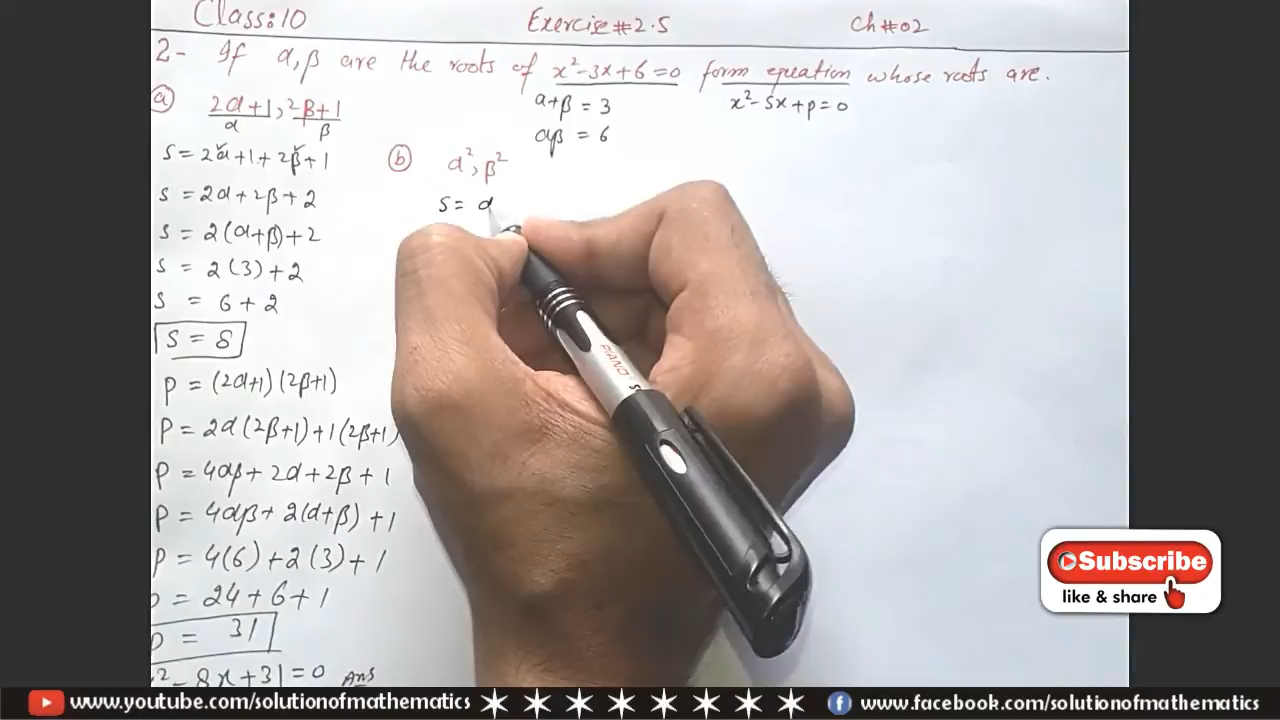 Class:10 Exercise # 2.5 Ch # 02
2- If α,β are the roots of x²-3x+6=0 form equation whose roots are.
α+β = 3
αβ = 6
x²-Sx+p=0
ⓐ 2α+1, 2β+1
α β
S = 2α+1+2β+1
S = 2α+2β+2
S = 2(α+β)+2
S = 2(3)+2
S = 6+2
S = 8
P = (2α+1)(2β+1)
P = 2α(2β+1)+1(2β+1)
P = 4αβ+2α+2β+1
P = 4αβ+2(α+β)+1
P = 4(6)+2(3)+1
P = 24+6+1
P = 31
x²-8x+31=0 Ans
ⓑ α², β²
S = α
PIANO
Subscribe
like & share
www.youtube.com/solutionofmathematics
www.facebook.com/solutionofmathematics